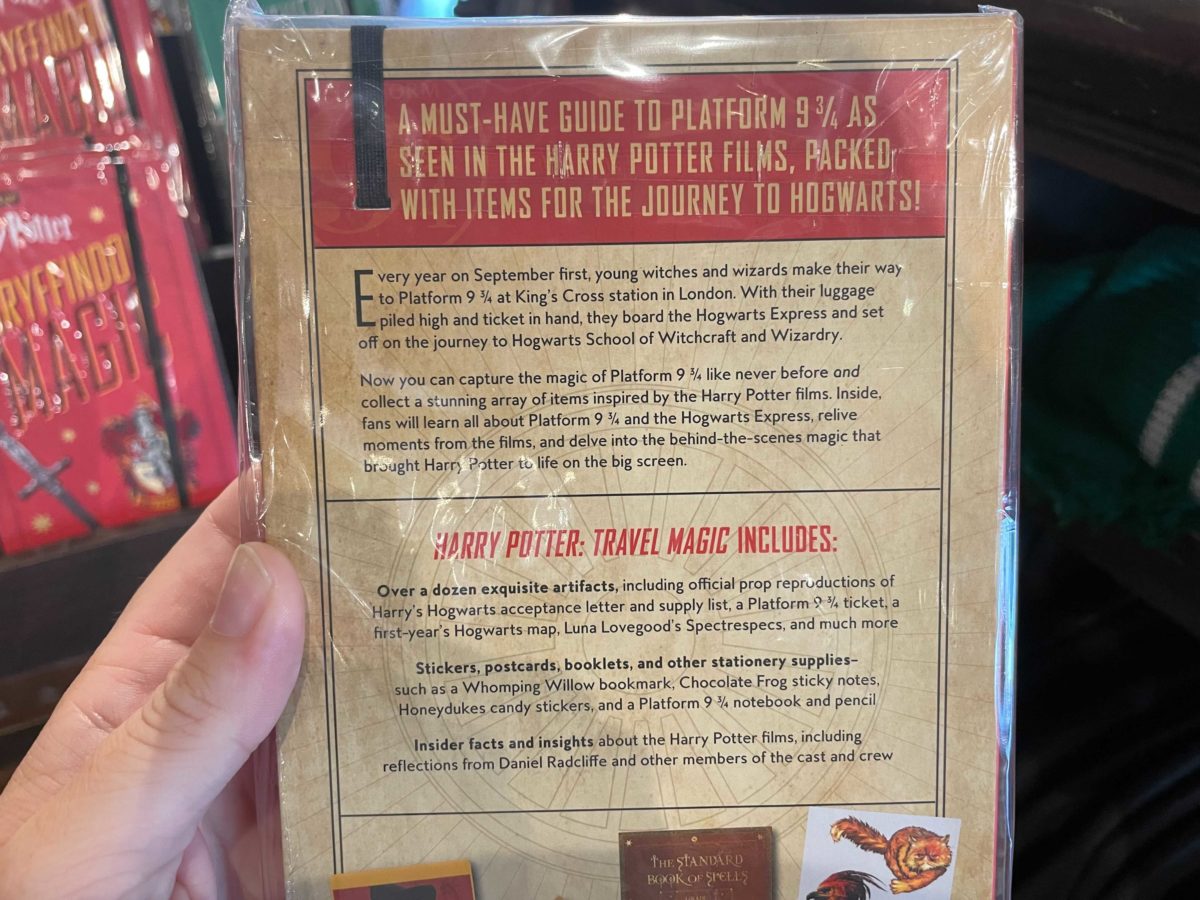 A MUST-HAVE GUIDE TO PLATFORM 9 ¾ AS
SEEN IN THE HARRY POTTER FILMS, PACKED
WITH ITEMS FOR THE JOURNEY TO HOGWARTS!
Every year on September first, young witches and wizards make their way
to Platform 9 ¾ at King's Cross station in London. With their luggage
piled high and ticket in hand, they board the Hogwarts Express and set
off on the journey to Hogwarts School of Witchcraft and Wizardry.
Now you can capture the magic of Platform 9 ¾ like never before and
collect a stunning array of items inspired by the Harry Potter films. Inside,
fans will learn all about Platform 9 ¾ and the Hogwarts Express, relive
moments from the films, and delve into the behind-the-scenes magic that
brought Harry Potter to life on the big screen.
HARRY POTTER: TRAVEL MAGIC INCLUDES:
Over a dozen exquisite artifacts, including official prop reproductions of
Harry's Hogwarts acceptance letter and supply list, a Platform 9 ¾ ticket, a
first-year's Hogwarts map, Luna Lovegood's Spectrespecs, and much more
Stickers, postcards, booklets, and other stationery supplies–
such as a Whomping Willow bookmark, Chocolate Frog sticky notes,
Honeydukes candy stickers, and a Platform 9 ¾ notebook and pencil
Insider facts and insights about the Harry Potter films, including
reflections from Daniel Radcliffe and other members of the cast and crew
THE STANDARD
BOOK OF SPELLS
RYFFINDO
MAGI
Potter
RYFFINDO
MAGI